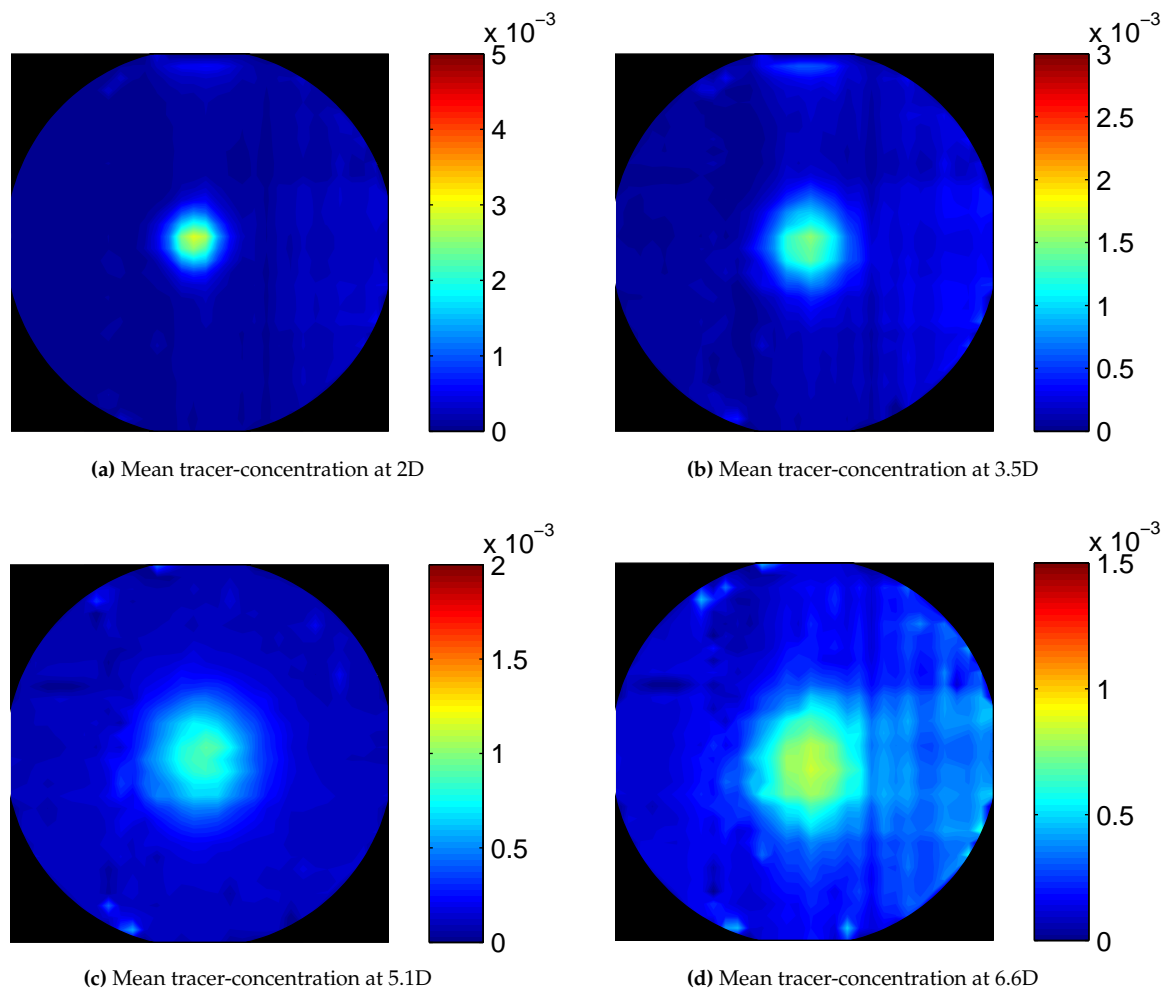 x 10⁻³
5
4
3
2
1
0
(a) Mean tracer-concentration at 2D
x 10⁻³
3
2.5
2
1.5
1
0.5
0
(b) Mean tracer-concentration at 3.5D
x 10⁻³
2
1.5
1
0.5
0
(c) Mean tracer-concentration at 5.1D
x 10⁻³
1.5
1
0.5
0
(d) Mean tracer-concentration at 6.6D